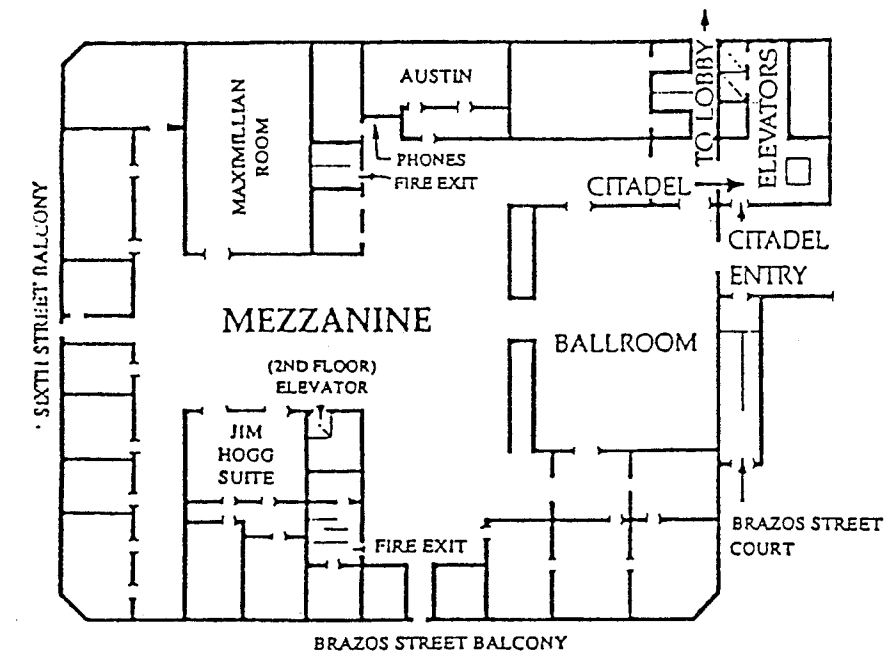 TO LOBBY
ELEVATORS
AUSTIN
MAXIMILLIAN
ROOM
PHONES
FIRE EXIT
CITADEL
CITADEL
ENTRY
SIXTH STREET BALCONY
MEZZANINE
BALLROOM
(2ND FLOOR)
ELEVATOR
JIM
HOGG
SUITE
FIRE EXIT
BRAZOS STREET
COURT
BRAZOS STREET BALCONY